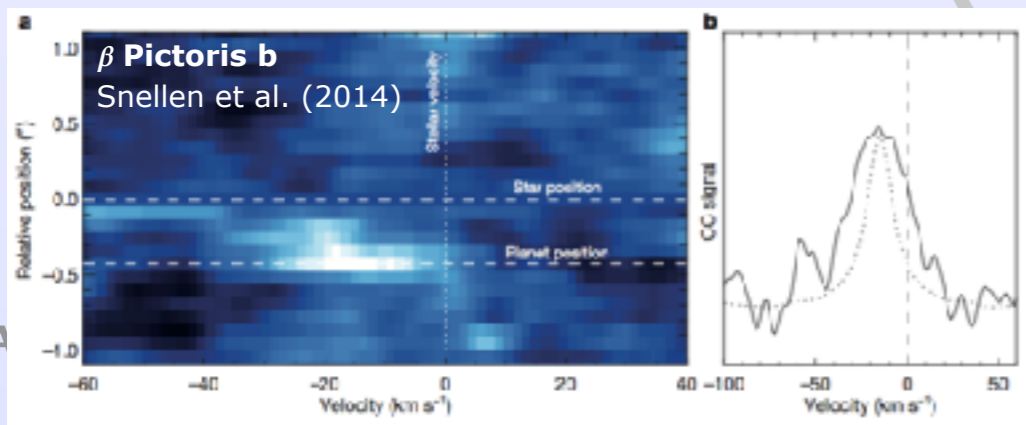 a
β Pictoris b
Snellen et al. (2014)
Stellar velocity
Star position
Planet position
Relative position (")
1.0
0.5
0.0
−0.5
−1.0
−60
−40
−20
0
20
40
Velocity (km s⁻¹)
b
CC signal
−100
−50
0
50
Velocity (km s⁻¹)